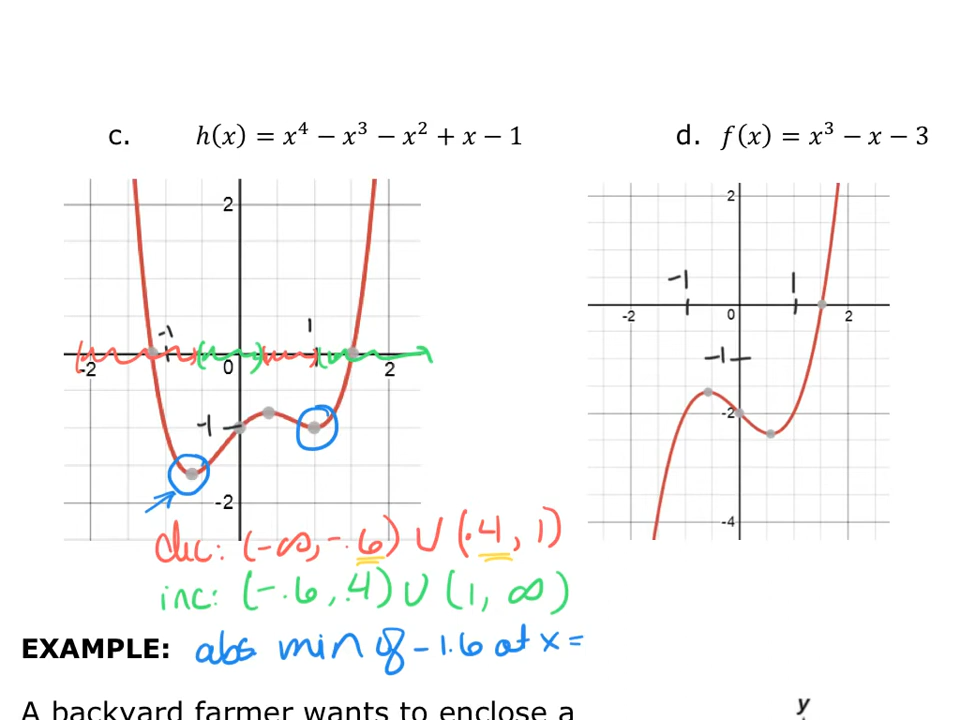 c. h(x) = x⁴ − x³ − x² + x − 1
d. f(x) = x³ − x − 3
2
-1
1
-2
0
2
-1
-2
2
-1
1
-2
0
2
-1
-2
-4
dec: (-∞, -.6) ∪ (.4, 1)
inc: (-.6, .4) ∪ (1, ∞)
EXAMPLE: abs min of -1.6 at x =
A backyard farmer wants to enclose a
y